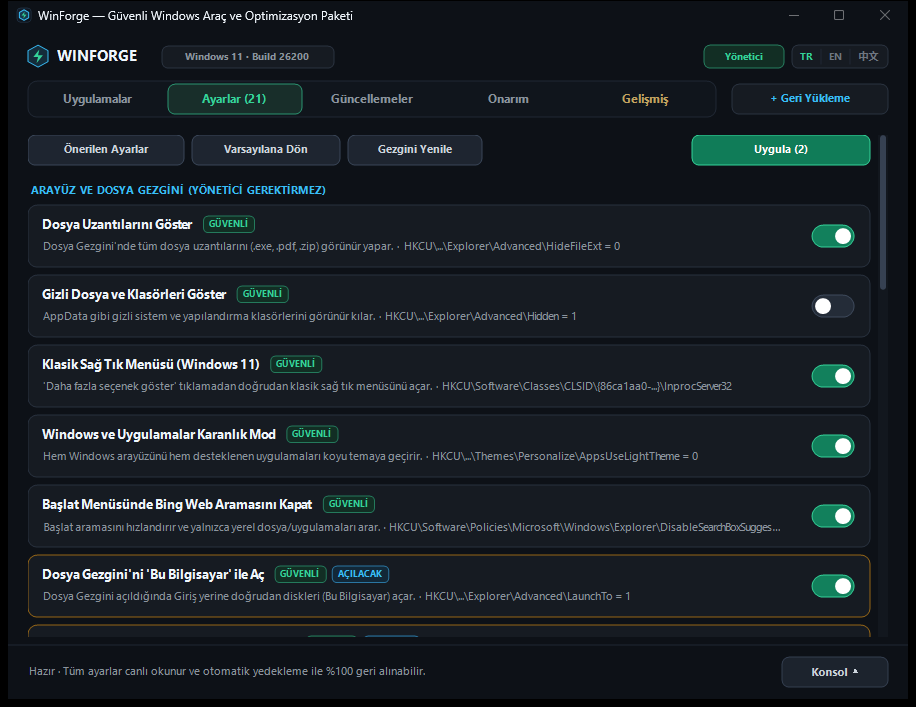 WinForge — Güvenli Windows Araç ve Optimizasyon Paketi
WINFORGE
Windows 11 · Build 26200
Yönetici
TR EN 中文
Uygulamalar
Ayarlar (21)
Güncellemeler
Onarım
Gelişmiş
+ Geri Yükleme
Önerilen Ayarlar
Varsayılana Dön
Gezgini Yenile
Uygula (2)
ARAYÜZ VE DOSYA GEZGİNİ (YÖNETİCİ GEREKTİRMEZ)
Dosya Uzantılarını Göster GÜVENLİ
Dosya Gezgini'nde tüm dosya uzantılarını (.exe, .pdf, .zip) görünür yapar. · HKCU\...\Explorer\Advanced\HideFileExt = 0
Gizli Dosya ve Klasörleri Göster GÜVENLİ
AppData gibi gizli sistem ve yapılandırma klasörlerini görünür kılar. · HKCU\...\Explorer\Advanced\Hidden = 1
Klasik Sağ Tık Menüsü (Windows 11) GÜVENLİ
'Daha fazla seçenek göster' tıklamadan doğrudan klasik sağ tık menüsünü açar. · HKCU\Software\Classes\CLSID\{86ca1aa0-...}\InprocServer32
Windows ve Uygulamalar Karanlık Mod GÜVENLİ
Hem Windows arayüzünü hem desteklenen uygulamaları koyu temaya geçirir. · HKCU\...\Themes\Personalize\AppsUseLightTheme = 0
Başlat Menüsünde Bing Web Aramasını Kapat GÜVENLİ
Başlat aramasını hızlandırır ve yalnızca yerel dosya/uygulamaları arar. · HKCU\Software\Policies\Microsoft\Windows\Explorer\DisableSearchBoxSugges...
Dosya Gezgini'ni 'Bu Bilgisayar' ile Aç GÜVENLİ AÇILACAK
Dosya Gezgini açıldığında Giriş yerine doğrudan diskleri (Bu Bilgisayar) açar. · HKCU\...\Explorer\Advanced\LaunchTo = 1
Hazır · Tüm ayarlar canlı okunur ve otomatik yedekleme ile %100 geri alınabilir.
Konsol ▲